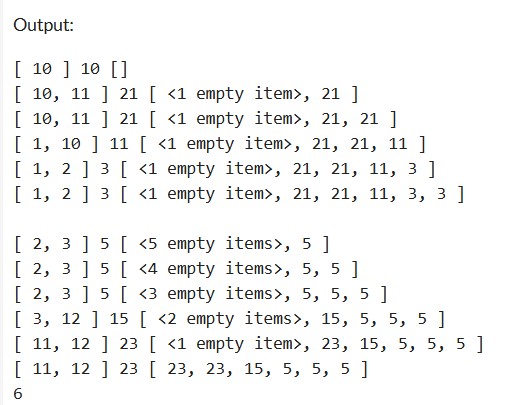 Output:
[ 10 ] 10 []
[ 10, 11 ] 21 [ <1 empty item>, 21 ]
[ 10, 11 ] 21 [ <1 empty item>, 21, 21 ]
[ 1, 10 ] 11 [ <1 empty item>, 21, 21, 11 ]
[ 1, 2 ] 3 [ <1 empty item>, 21, 21, 11, 3 ]
[ 1, 2 ] 3 [ <1 empty item>, 21, 21, 11, 3, 3 ]
[ 2, 3 ] 5 [ <5 empty items>, 5 ]
[ 2, 3 ] 5 [ <4 empty items>, 5, 5 ]
[ 2, 3 ] 5 [ <3 empty items>, 5, 5, 5 ]
[ 3, 12 ] 15 [ <2 empty items>, 15, 5, 5, 5 ]
[ 11, 12 ] 23 [ <1 empty item>, 23, 15, 5, 5, 5 ]
[ 11, 12 ] 23 [ 23, 23, 15, 5, 5, 5 ]
6